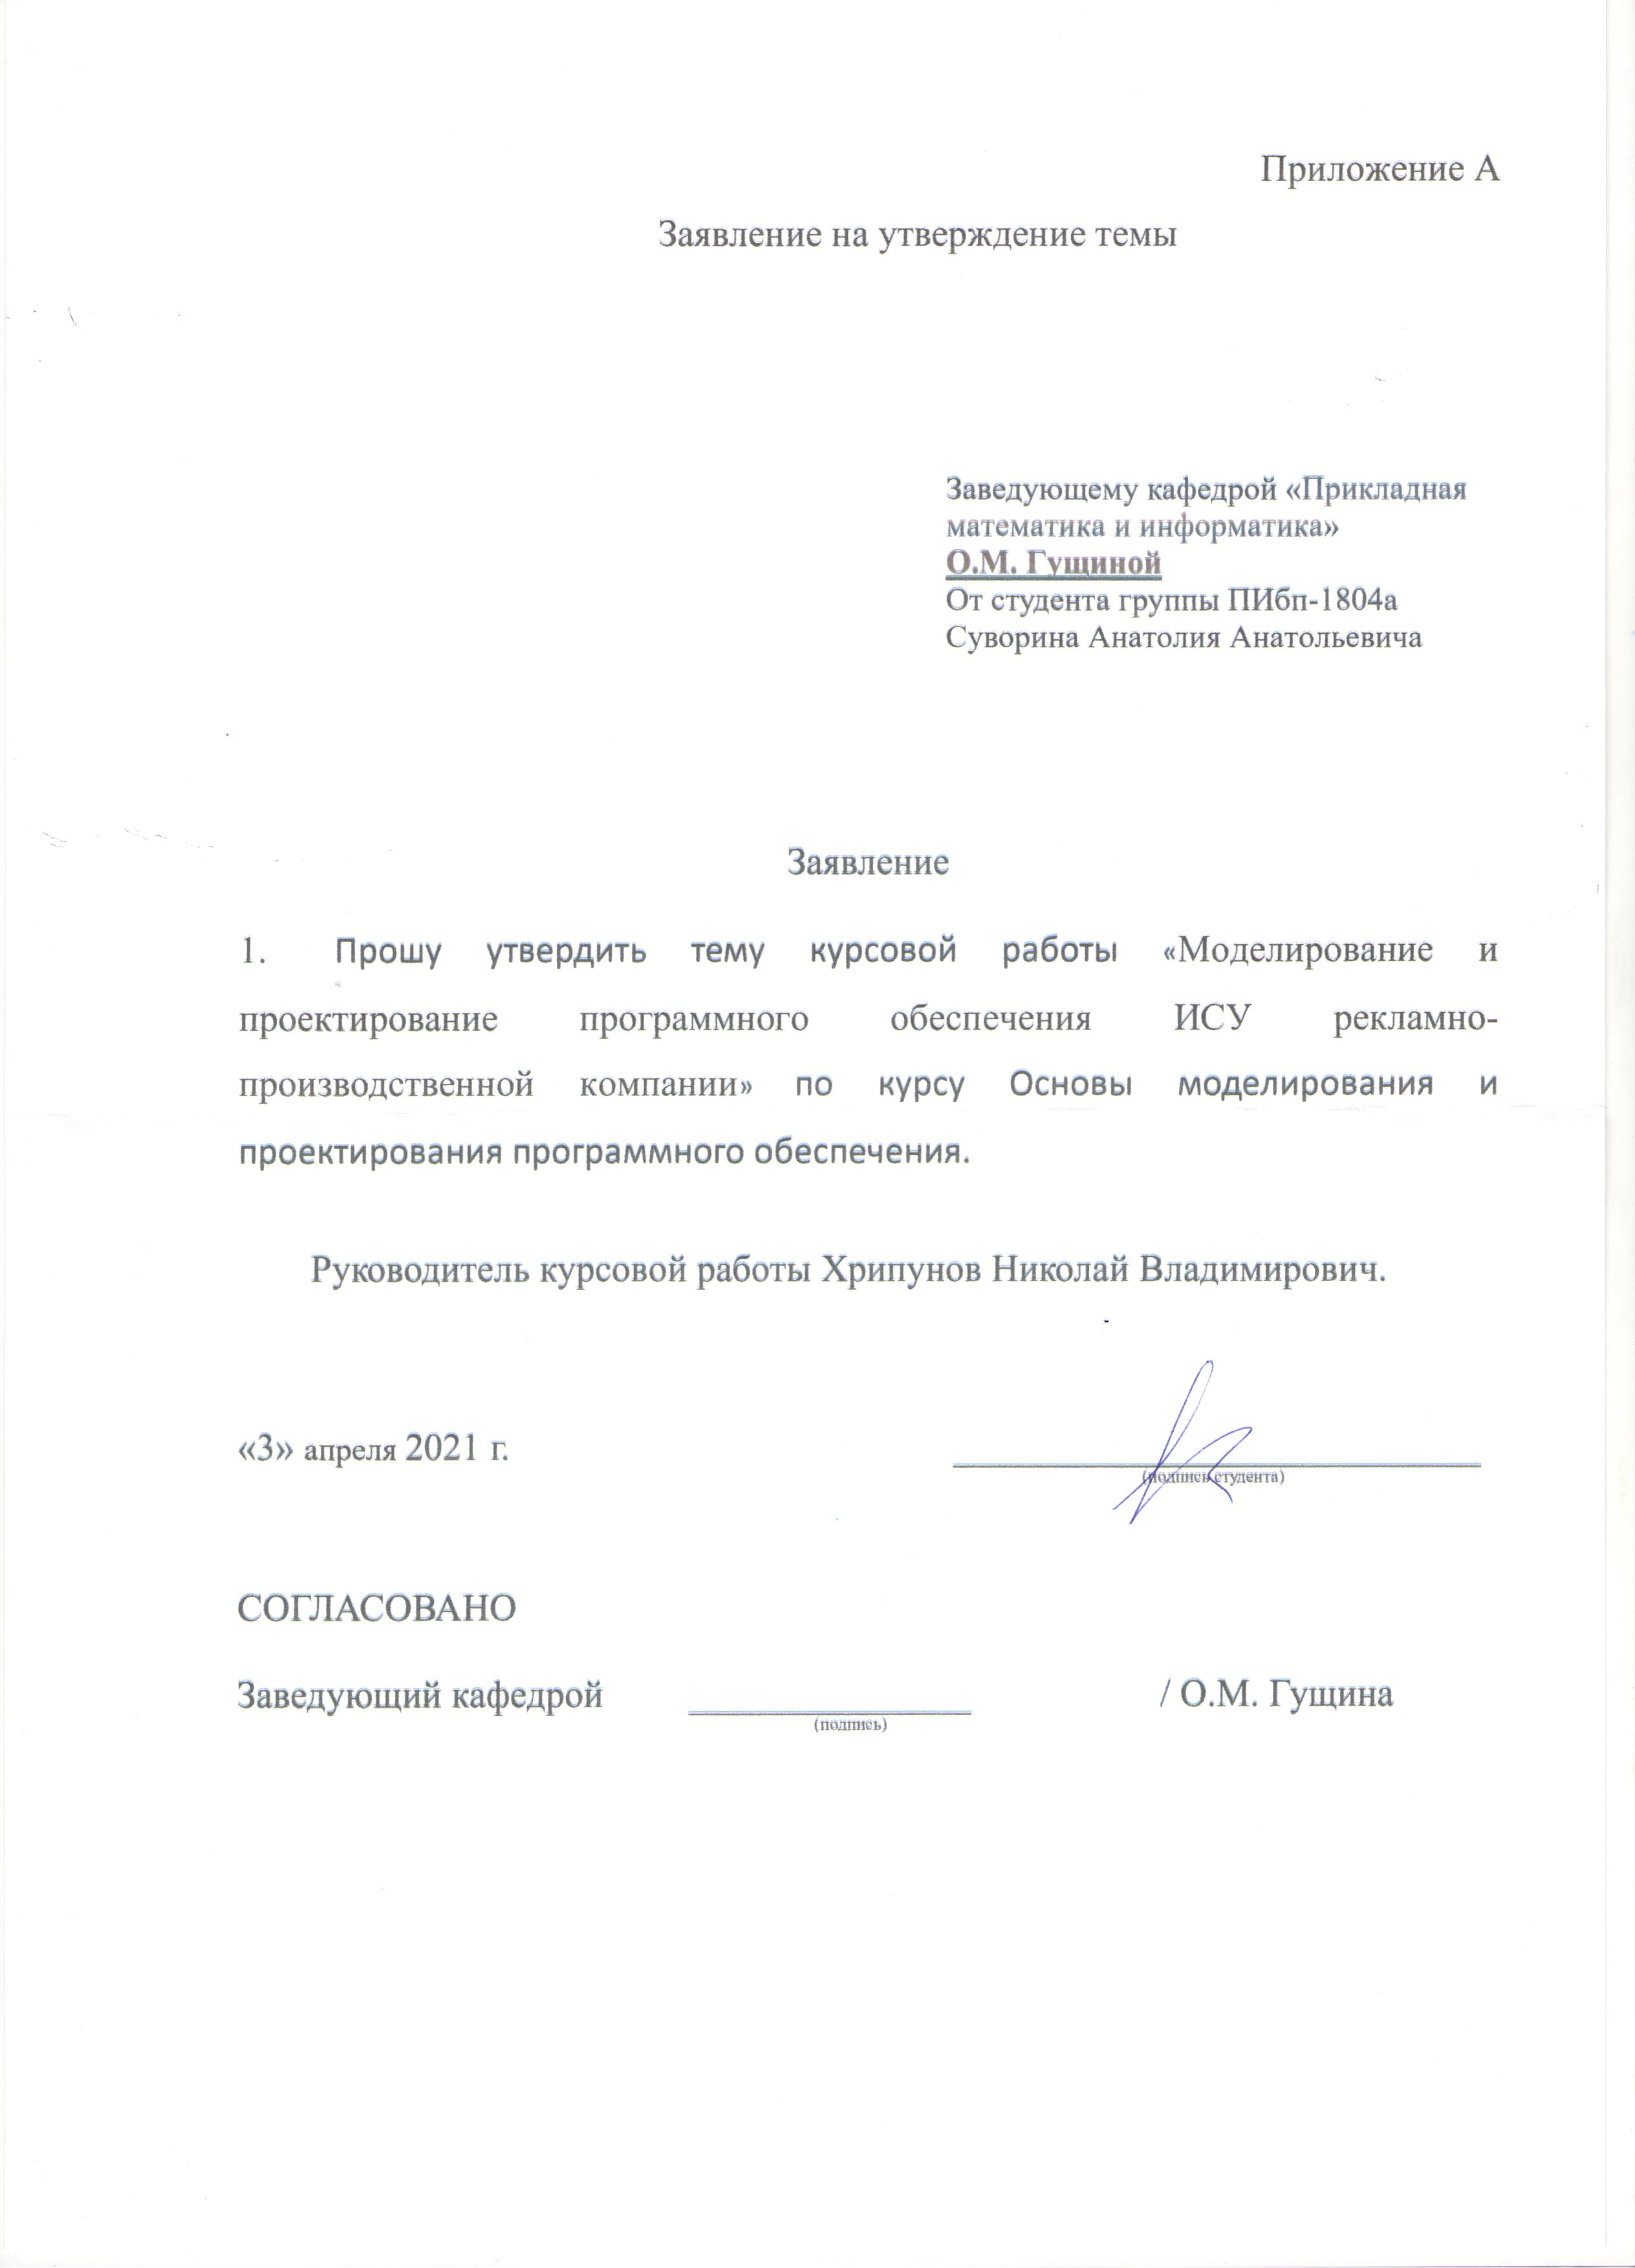 Приложение А
Заявление на утверждение темы
Заведующему кафедрой «Прикладная
математика и информатика»
О.М. Гущиной
От студента группы ПИбп-1804а
Суворина Анатолия Анатольевича
Заявление
1. Прошу утвердить тему курсовой работы «Моделирование и
проектирование программного обеспечения ИСУ рекламно-
производственной компании» по курсу Основы моделирования и
проектирования программного обеспечения.
Руководитель курсовой работы Хрипунов Николай Владимирович.
«3» апреля 2021 г.
(подпись студента)
СОГЛАСОВАНО
Заведующий кафедрой / О.М. Гущина
(подпись)